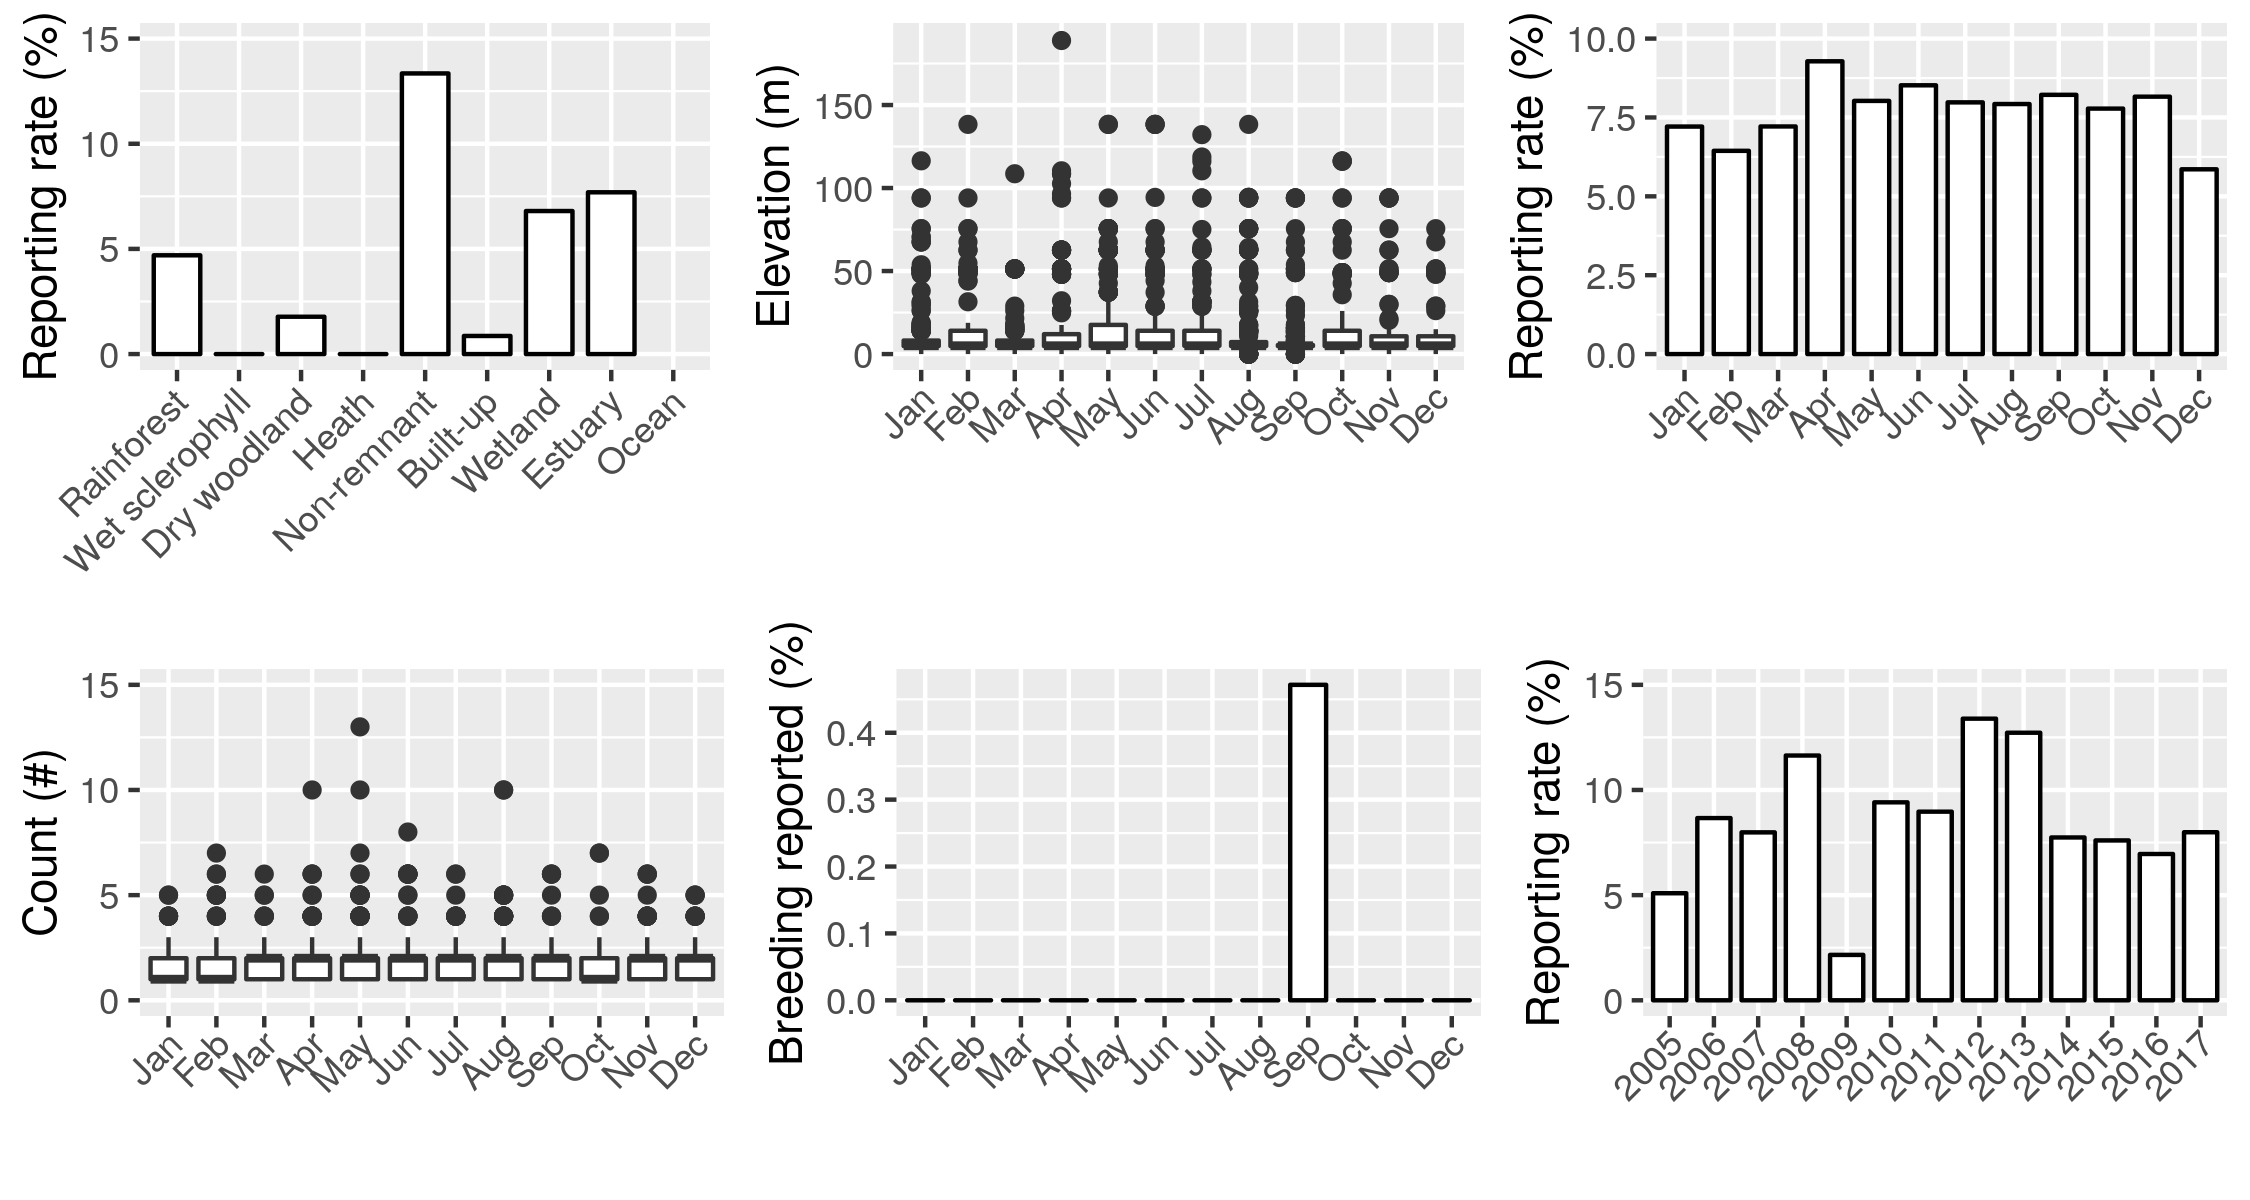 Reporting rate (%)
15
10
5
0
Rainforest
Wet sclerophyll
Dry woodland
Heath
Non-remnant
Built-up
Wetland
Estuary
Ocean
Elevation (m)
150
100
50
0
Jan
Feb
Mar
Apr
May
Jun
Jul
Aug
Sep
Oct
Nov
Dec
Reporting rate (%)
10.0
7.5
5.0
2.5
0.0
Jan
Feb
Mar
Apr
May
Jun
Jul
Aug
Sep
Oct
Nov
Dec
Count (#)
15
10
5
0
Jan
Feb
Mar
Apr
May
Jun
Jul
Aug
Sep
Oct
Nov
Dec
Breeding reported (%)
0.4
0.3
0.2
0.1
0.0
Jan
Feb
Mar
Apr
May
Jun
Jul
Aug
Sep
Oct
Nov
Dec
Reporting rate (%)
15
10
5
0
2005
2006
2007
2008
2009
2010
2011
2012
2013
2014
2015
2016
2017